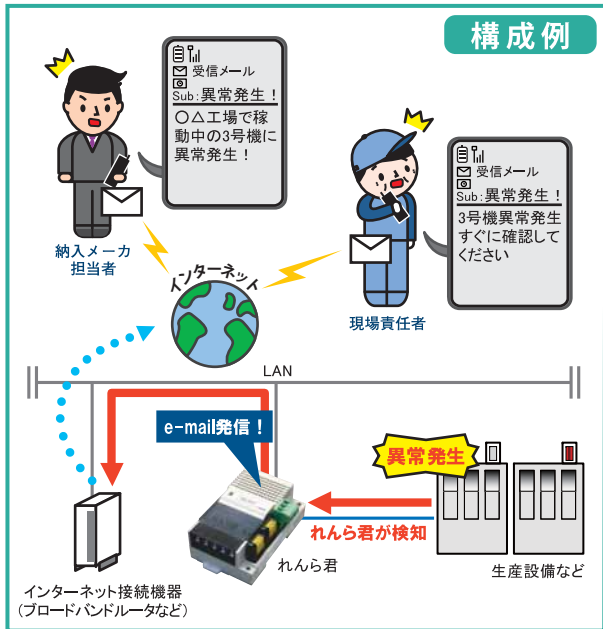 構成例
受信メール
Sub:異常発生！
〇△工場で稼
動中の3号機に
異常発生！
受信メール
Sub:異常発生！
3号機異常発生
すぐに確認して
ください
納入メーカ
担当者
インターネット
現場責任者
LAN
e-mail発信！
異常発生
れんら君が検知
れんら君
生産設備など
インターネット接続機器
(ブロードバンドルータなど)